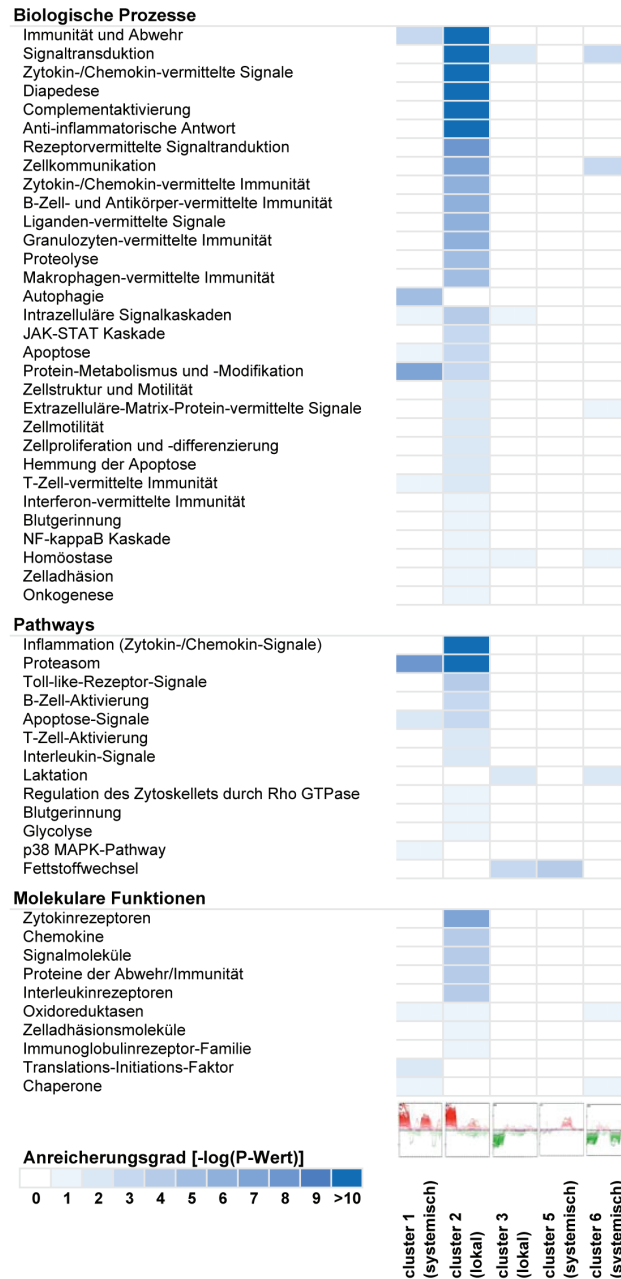 Biologische Prozesse
Immunität und Abwehr
Signaltransduktion
Zytokin-/Chemokin-vermittelte Signale
Diapedese
Complementaktivierung
Anti-inflammatorische Antwort
Rezeptorvermittelte Signaltranduktion
Zellkommunikation
Zytokin-/Chemokin-vermittelte Immunität
B-Zell- und Antikörper-vermittelte Immunität
Liganden-vermittelte Signale
Granulozyten-vermittelte Immunität
Proteolyse
Makrophagen-vermittelte Immunität
Autophagie
Intrazelluläre Signalkaskaden
JAK-STAT Kaskade
Apoptose
Protein-Metabolismus und -Modifikation
Zellstruktur und Motilität
Extrazelluläre-Matrix-Protein-vermittelte Signale
Zellmotilität
Zellproliferation und -differenzierung
Hemmung der Apoptose
T-Zell-vermittelte Immunität
Interferon-vermittelte Immunität
Blutgerinnung
NF-kappaB Kaskade
Homöostase
Zelladhäsion
Onkogenese
Pathways
Inflammation (Zytokin-/Chemokin-Signale)
Proteasom
Toll-like-Rezeptor-Signale
B-Zell-Aktivierung
Apoptose-Signale
T-Zell-Aktivierung
Interleukin-Signale
Laktation
Regulation des Zytoskellets durch Rho GTPase
Blutgerinnung
Glycolyse
p38 MAPK-Pathway
Fettstoffwechsel
Molekulare Funktionen
Zytokinrezeptoren
Chemokine
Signalmoleküle
Proteine der Abwehr/Immunität
Interleukinrezeptoren
Oxidoreduktasen
Zelladhäsionsmoleküle
Immunoglobulinrezeptor-Familie
Translations-Initiations-Faktor
Chaperone
Anreicherungsgrad [-log(P-Wert)]
0 1 2 3 4 5 6 7 8 9 >10
cluster 1
(systemisch)
cluster 2
(lokal)
cluster 3
(lokal)
cluster 5
(systemisch)
cluster 6
(systemisch)